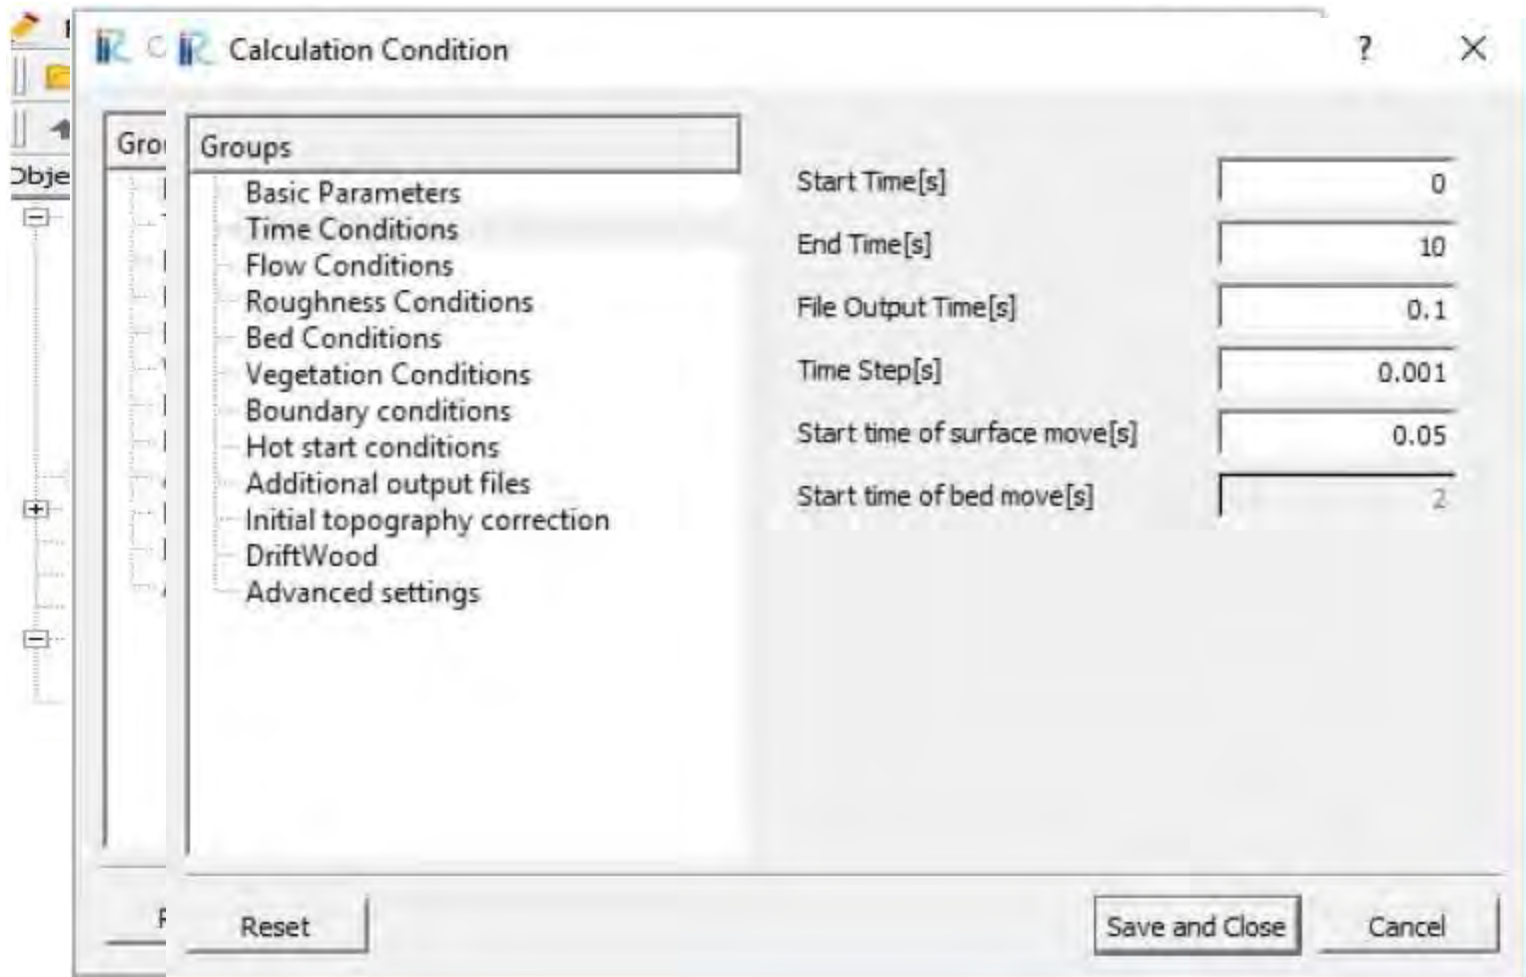 Calculation Condition ?
Gro
Groups
Obje
Basic Parameters
Time Conditions
Flow Conditions
Roughness Conditions
Bed Conditions
Vegetation Conditions
Boundary conditions
Hot start conditions
Additional output files
Initial topography correction
DriftWood
Advanced settings
Start Time[s] 0
End Time[s] 10
File Output Time[s] 0.1
Time Step[s] 0.001
Start time of surface move[s] 0.05
Start time of bed move[s] 2
Reset
Save and Close
Cancel